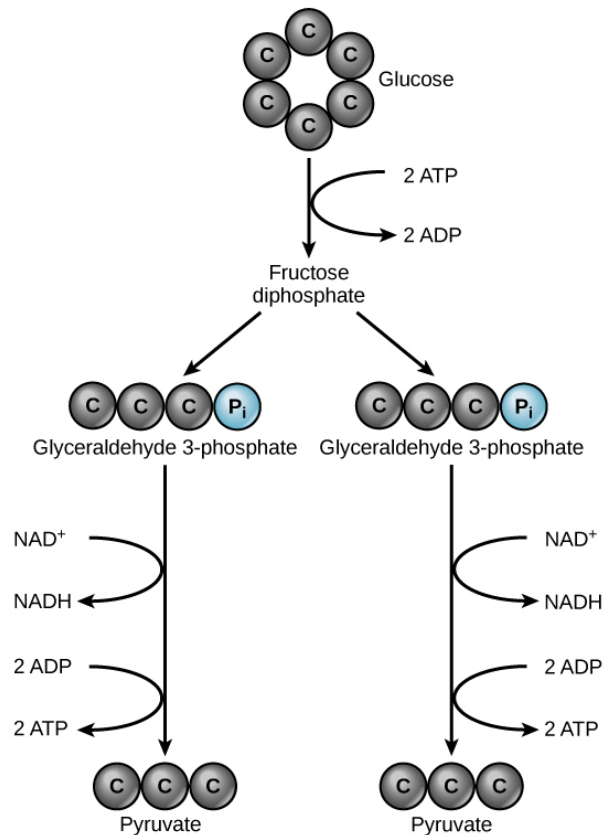 C
C C
Glucose
C C
C
2 ATP
2 ADP
Fructose
diphosphate
C C C Pi
C C C Pi
Glyceraldehyde 3-phosphate
Glyceraldehyde 3-phosphate
NAD+
NAD+
NADH
NADH
2 ADP
2 ADP
2 ATP
2 ATP
C C C
C C C
Pyruvate
Pyruvate